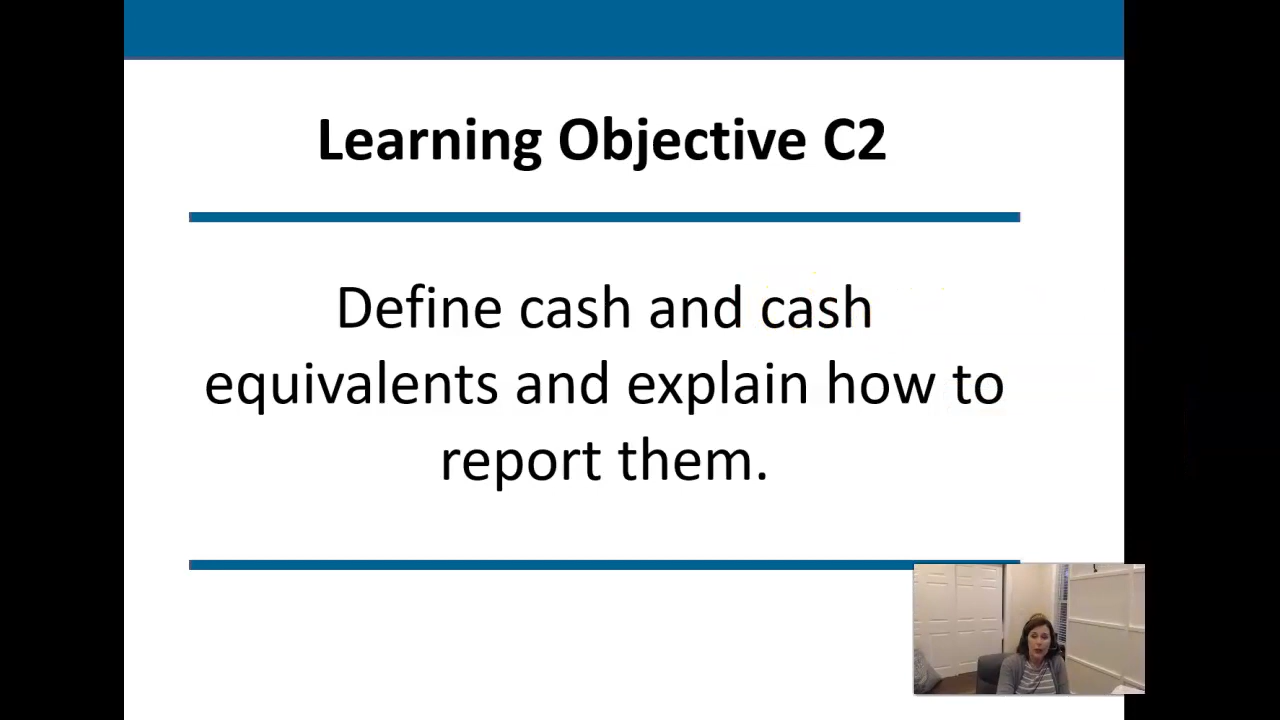 Learning Objective C2
Define cash and cash
equivalents and explain how to
report them.